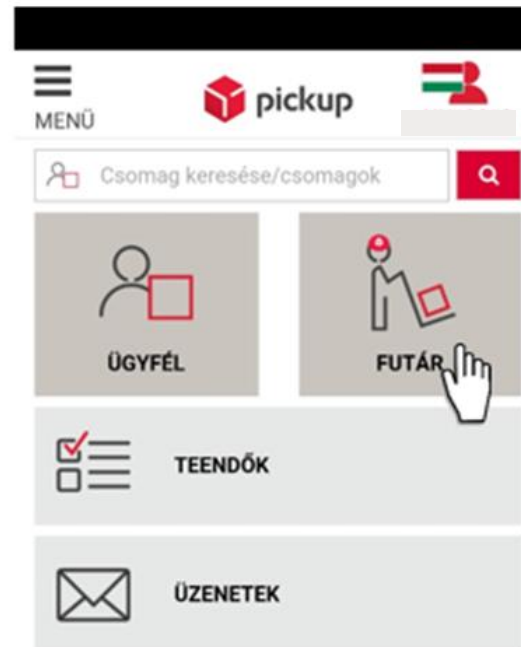 MENÜ
pickup
Csomag keresése/csomagok
ÜGYFÉL
FUTÁR
TEENDŐK
ÜZENETEK